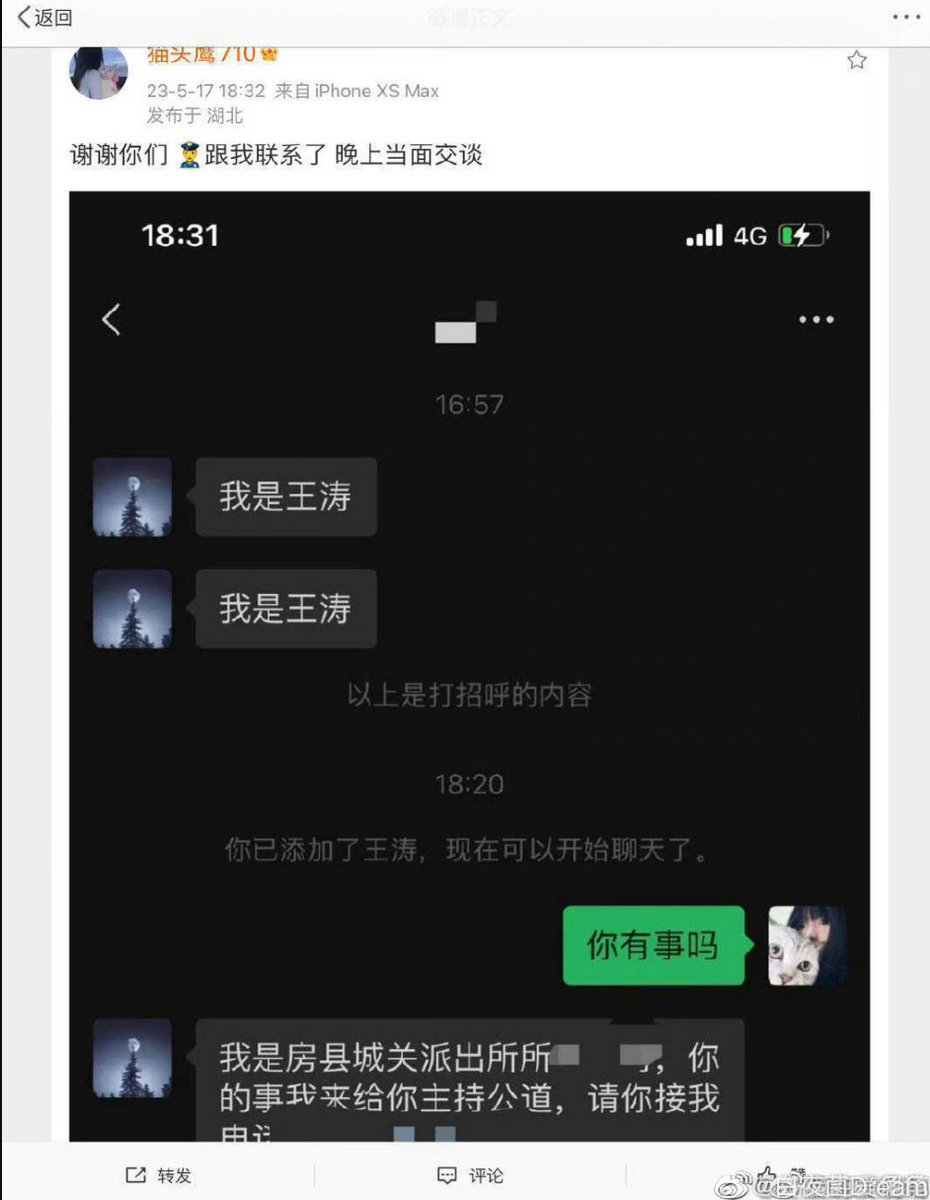 返回
微博正文
猫头鹰710
23-5-17 18:32 来自 iPhone XS Max
发布于 湖北
谢谢你们 👮跟我联系了 晚上当面交谈
18:31
4G
16:57
我是王涛
我是王涛
以上是打招呼的内容
18:20
你已添加了王涛，现在可以开始聊天了。
你有事吗
我是房县城关派出所所，你
的事我来给你主持公道，请你接我
转发
评论
赞